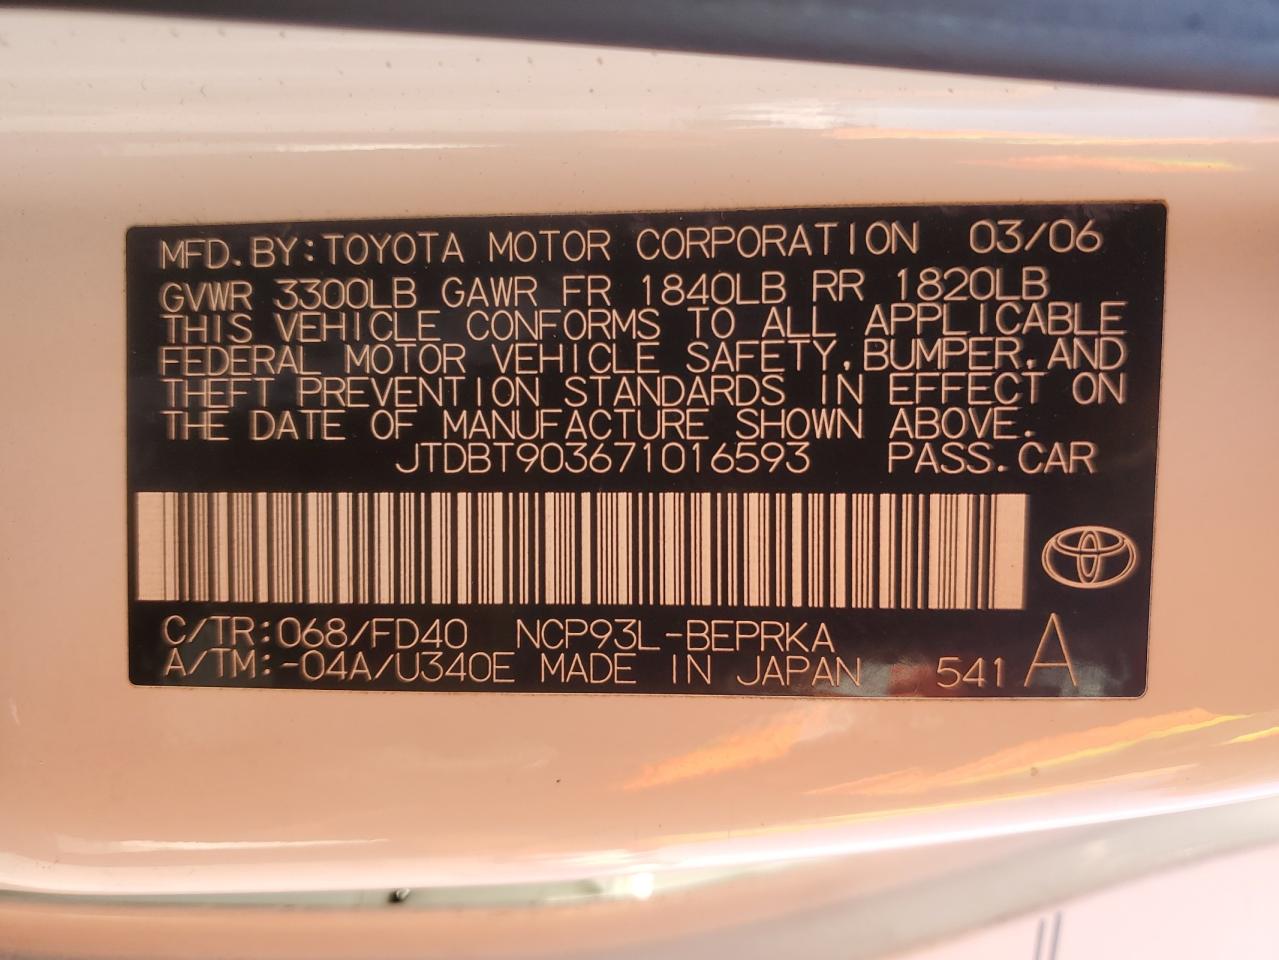 MFD.BY:TOYOTA MOTOR CORPORATION 03/06
GVWR 3300LB GAWR FR 1840LB RR 1820LB
THIS VEHICLE CONFORMS TO ALL APPLICABLE
FEDERAL MOTOR VEHICLE SAFETY,BUMPER,AND
THEFT PREVENTION STANDARDS IN EFFECT ON
THE DATE OF MANUFACTURE SHOWN ABOVE.
JTDBT903671016593 PASS.CAR
C/TR:068/FD40 NCP93L-BEPRKA
A/TM:-04A/U340E MADE IN JAPAN 541 A